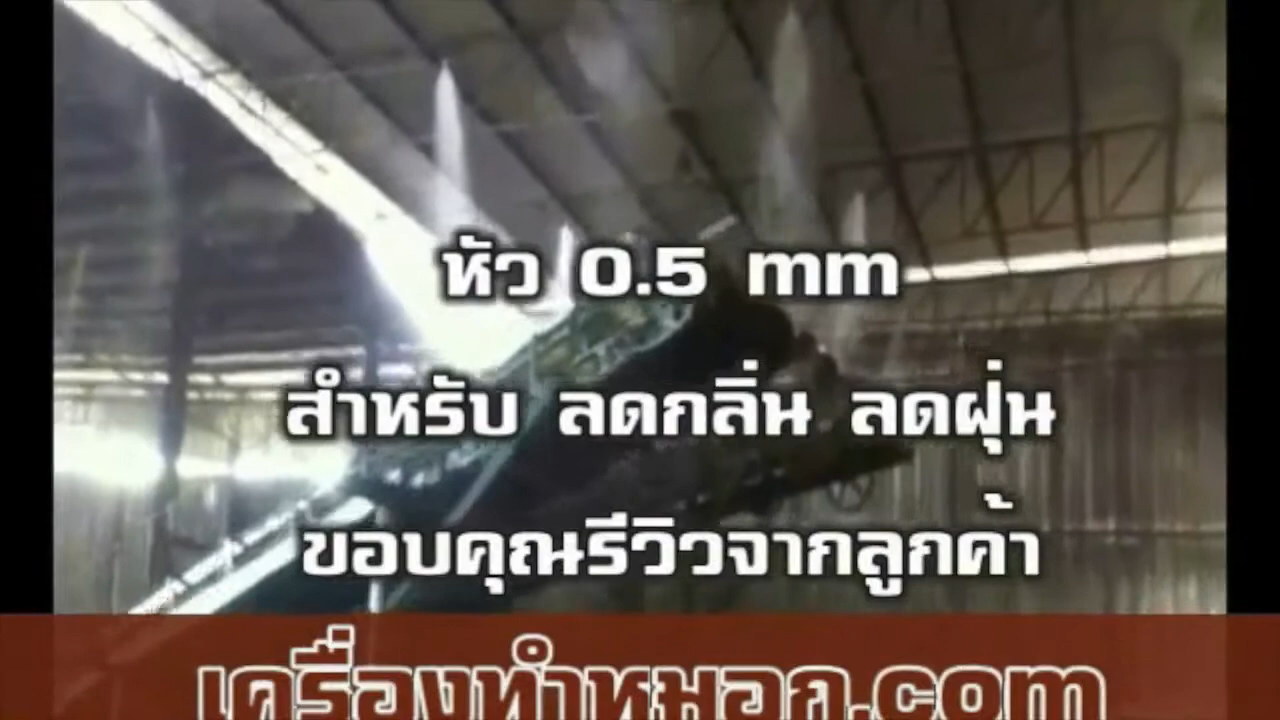 หัว 0.5 mm
สำหรับ ลดกลิ่น ลดฝุ่น
ขอบคุณรีวิวจากลูกค้า
เครื่องทำหมอก.com